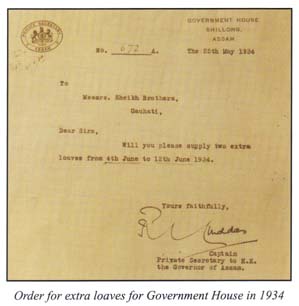 GOVERNMENT HOUSE
SHILLONG,
ASSAM
No. 672 A.
The 25th May 1934
To
Messrs. Sheikh Brothers,
Gauhati,
Dear Sirs,
Will you please supply two extra
loaves from 4th June to 12th June 1934.
Yours faithfully,
Captain
Private Secretary to H.E.
the Governor of Assam.
Order for extra loaves for Government House in 1934